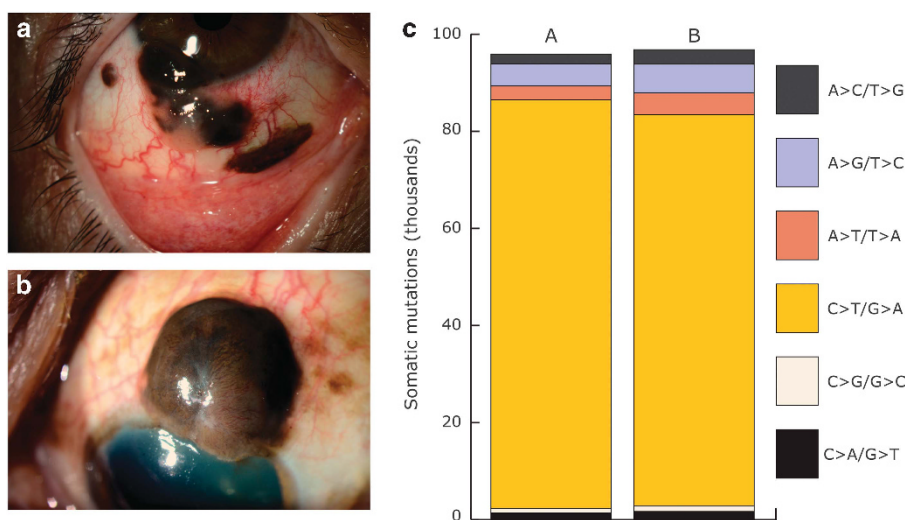 a
b
c
Somatic mutations (thousands)
100
80
60
40
20
0
A
B
A>C/T>G
A>G/T>C
A>T/T>A
C>T/G>A
C>G/G>C
C>A/G>T